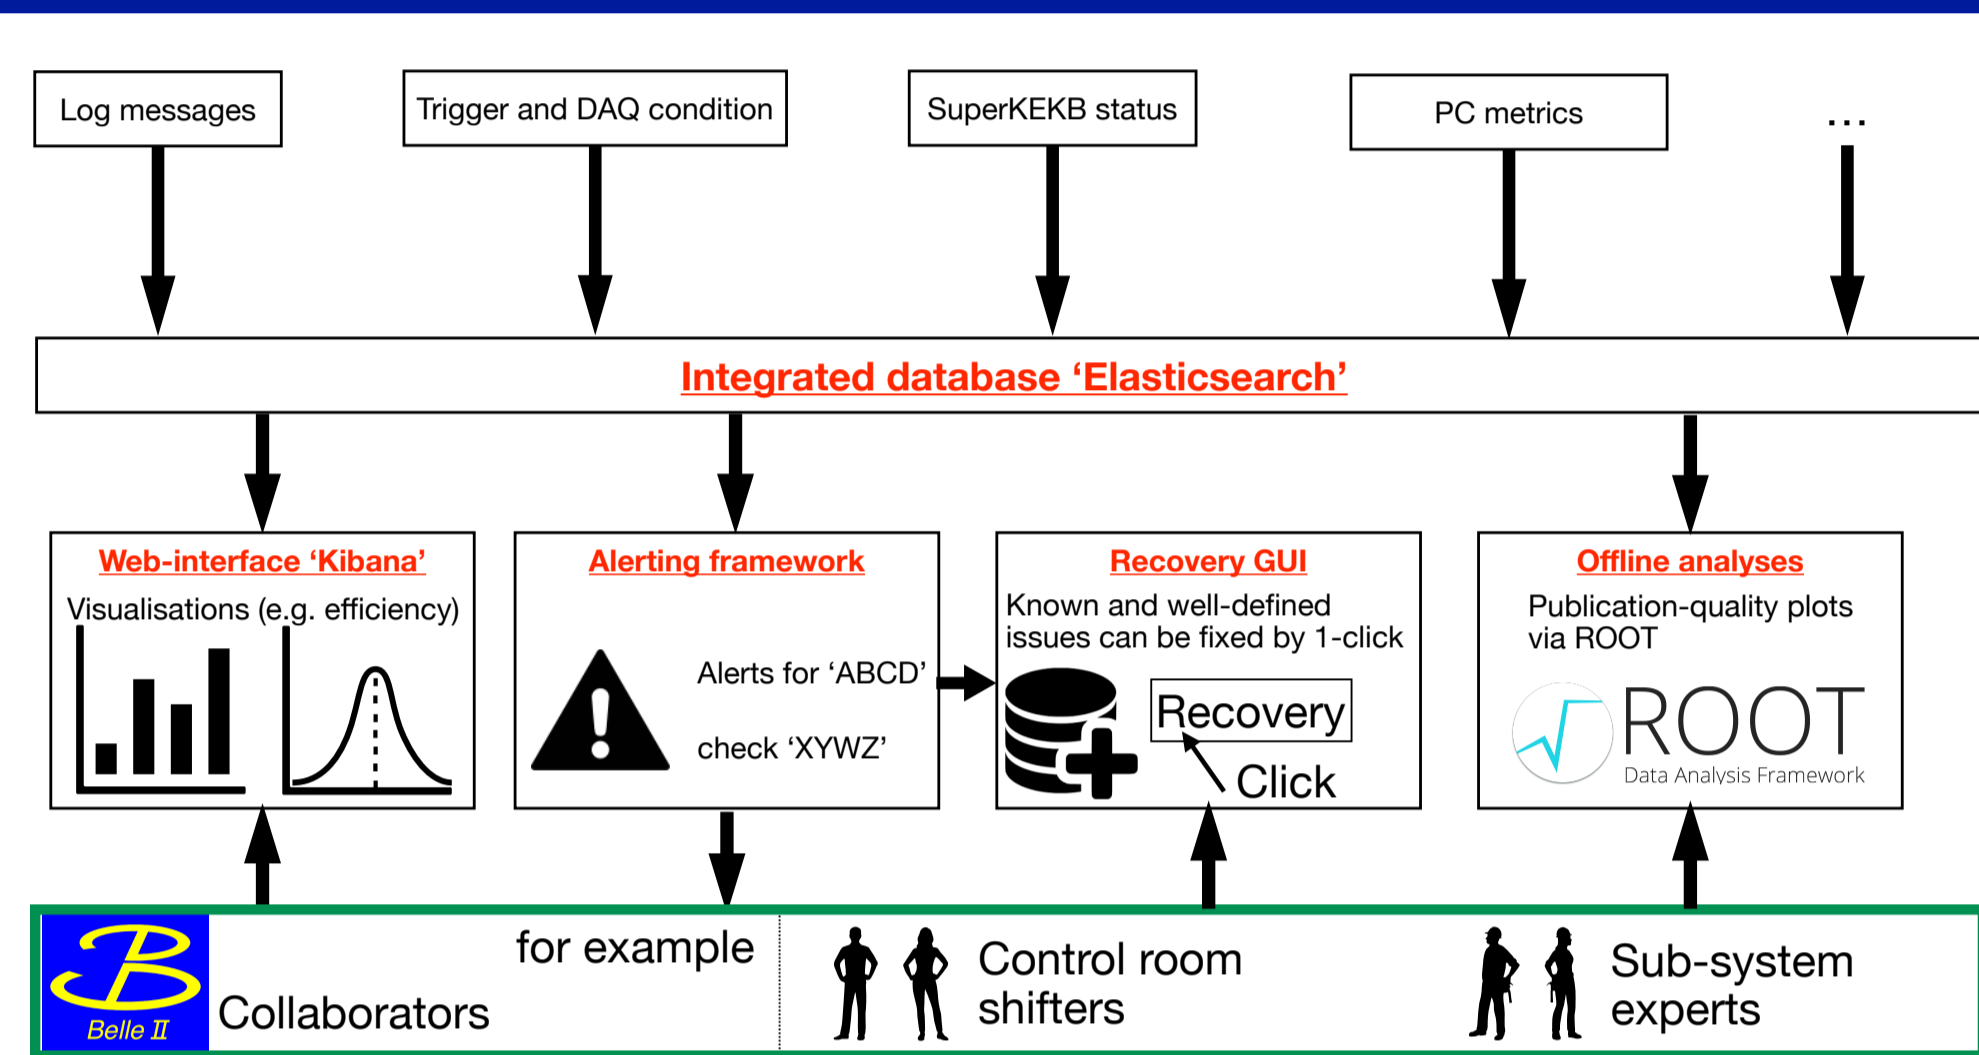 Log messages
Trigger and DAQ condition
SuperKEKB status
PC metrics
...
Integrated database ‘Elasticsearch’
Web-interface ‘Kibana’
Visualisations (e.g. efficiency)
Alerting framework
Alerts for ‘ABCD’
check ‘XYWZ’
Recovery GUI
Known and well-defined
issues can be fixed by 1-click
Recovery
Click
Offline analyses
Publication-quality plots
via ROOT
ROOT
Data Analysis Framework
B
Belle II
Collaborators
for example
Control room
shifters
Sub-system
experts